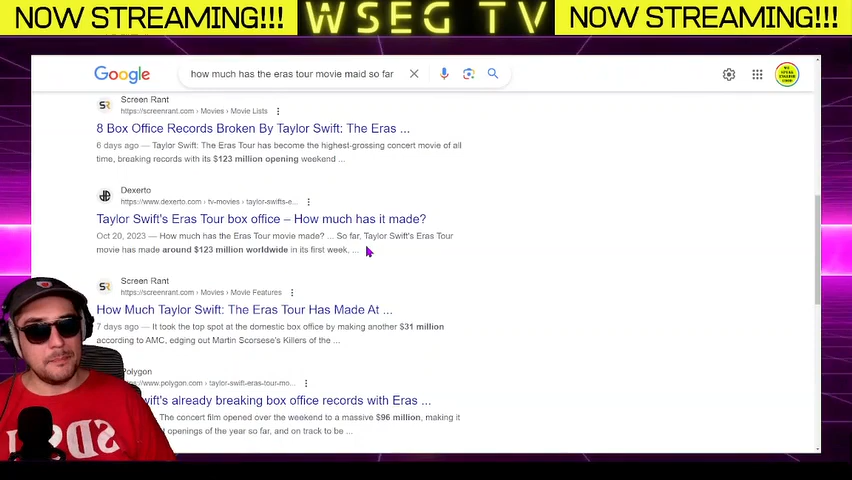 NOW STREAMING!!! WSEG TV NOW STREAMING!!!
Google how much has the eras tour movie maid so far
Screen Rant
https://screenrant.com › Movies › Movie Lists
8 Box Office Records Broken By Taylor Swift: The Eras ...
6 days ago — Taylor Swift: The Eras Tour has become the highest-grossing concert movie of all
time, breaking records with its $123 million opening weekend ...
Dexerto
https://www.dexerto.com › tv-movies › taylor-swifts-e...
Taylor Swift's Eras Tour box office – How much has it made?
Oct 20, 2023 — How much has the Eras Tour movie made? ... So far, Taylor Swift's Eras Tour
movie has made around $123 million worldwide in its first week, ...
Screen Rant
https://screenrant.com › Movies › Movie Features
How Much Taylor Swift: The Eras Tour Has Made At ...
7 days ago — It took the top spot at the domestic box office by making another $31 million
according to AMC, edging out Martin Scorsese's Killers of the ...
Polygon
https://www.polygon.com › taylor-swift-eras-tour-mo...
wift's already breaking box office records with Eras ...
The concert film opened over the weekend to a massive $96 million, making it
t openings of the year so far, and on track to be ...
SDS